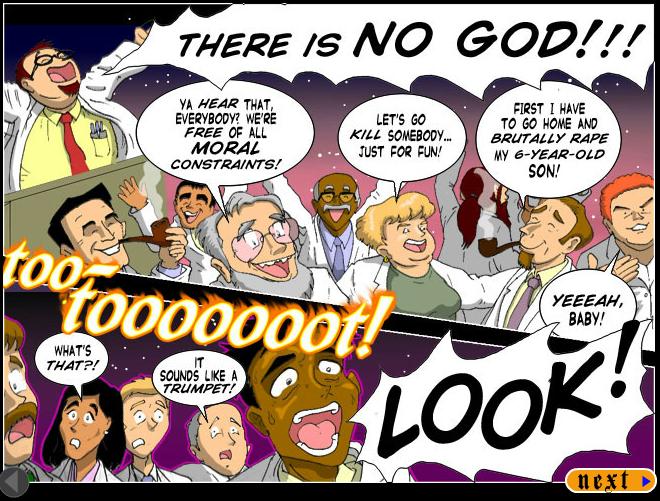 THERE IS NO GOD!!!
YA HEAR THAT,
EVERYBODY? WE'RE
FREE OF ALL
MORAL
CONSTRAINTS!
LET'S GO
KILL SOMEBODY...
JUST FOR FUN!
FIRST I HAVE
TO GO HOME AND
BRUTALLY RAPE
MY 6-YEAR-OLD
SON!
YEEEAH,
BABY!
too-
tooooooot!
WHAT'S
THAT?!
IT
SOUNDS LIKE A
TRUMPET!
LOOK!
next